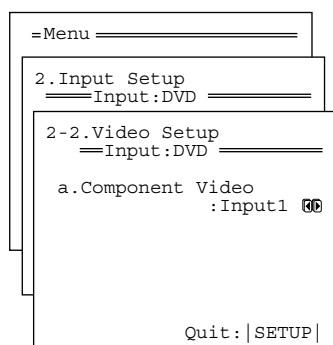 Menu
2.Input Setup
Input:DVD
2-2.Video Setup
Input:DVD
a.Component Video
:Input1
Quit:|SETUP|